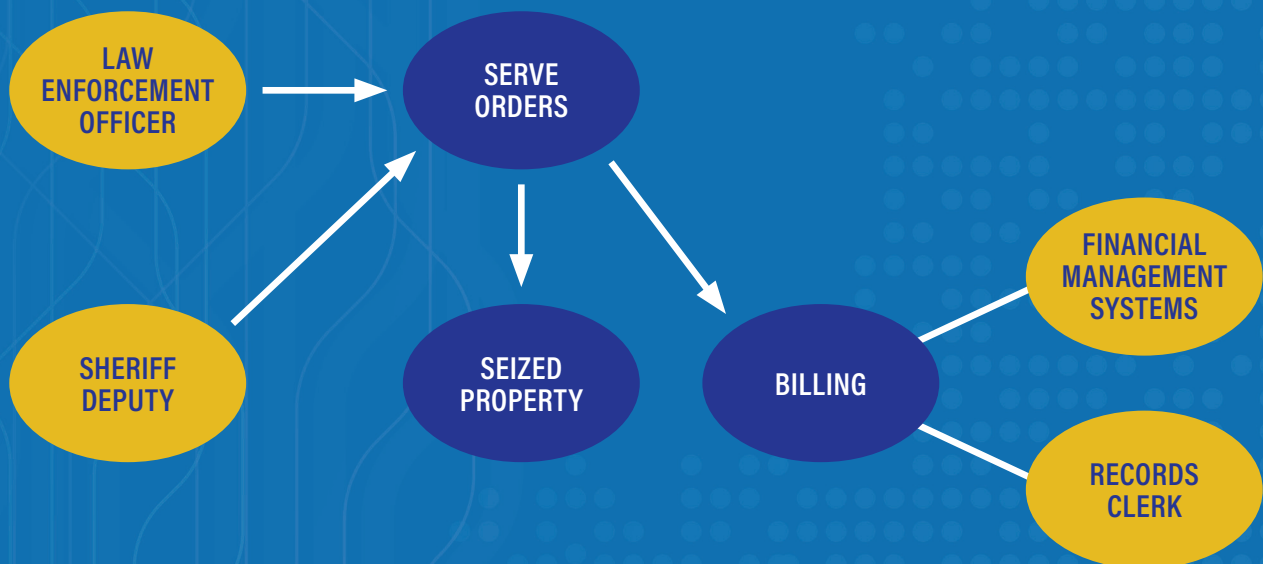 LAW
ENFORCEMENT
OFFICER
SERVE
ORDERS
FINANCIAL
MANAGEMENT
SYSTEMS
SHERIFF
DEPUTY
SEIZED
PROPERTY
BILLING
RECORDS
CLERK